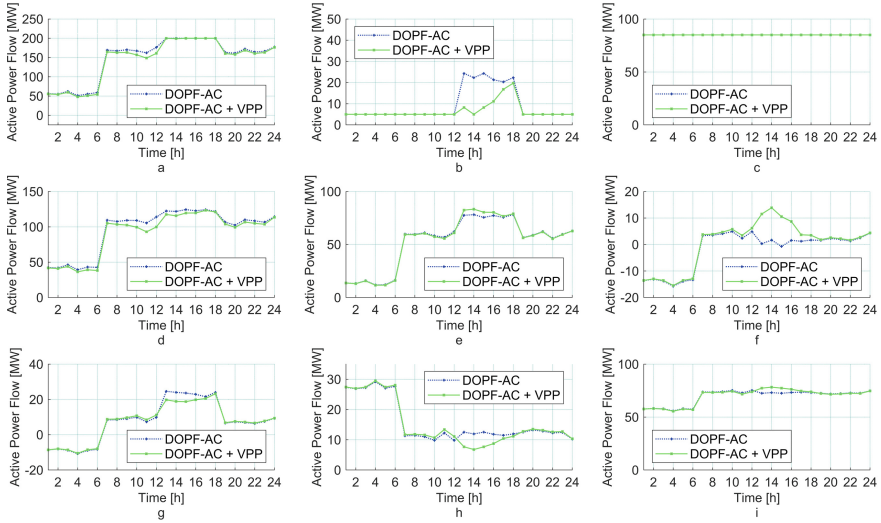 Active Power Flow [MW]
250
200
150
100
50
0
DOPF-AC
DOPF-AC + VPP
2 4 6 8 10 12 14 16 18 20 22 24
Time [h]
a
Active Power Flow [MW]
50
40
30
20
10
0
DOPF-AC
DOPF-AC + VPP
2 4 6 8 10 12 14 16 18 20 22 24
Time [h]
b
Active Power Flow [MW]
100
50
0
DOPF-AC
DOPF-AC + VPP
2 4 6 8 10 12 14 16 18 20 22 24
Time [h]
c
Active Power Flow [MW]
150
100
50
0
DOPF-AC
DOPF-AC + VPP
2 4 6 8 10 12 14 16 18 20 22 24
Time [h]
d
Active Power Flow [MW]
100
50
0
DOPF-AC
DOPF-AC + VPP
2 4 6 8 10 12 14 16 18 20 22 24
Time [h]
e
Active Power Flow [MW]
20
10
0
-10
-20
DOPF-AC
DOPF-AC + VPP
2 4 6 8 10 12 14 16 18 20 22 24
Time [h]
f
Active Power Flow [MW]
40
20
0
-20
DOPF-AC
DOPF-AC + VPP
2 4 6 8 10 12 14 16 18 20 22 24
Time [h]
g
Active Power Flow [MW]
30
20
10
0
DOPF-AC
DOPF-AC + VPP
2 4 6 8 10 12 14 16 18 20 22 24
Time [h]
h
Active Power Flow [MW]
100
50
0
DOPF-AC
DOPF-AC + VPP
2 4 6 8 10 12 14 16 18 20 22 24
Time [h]
i